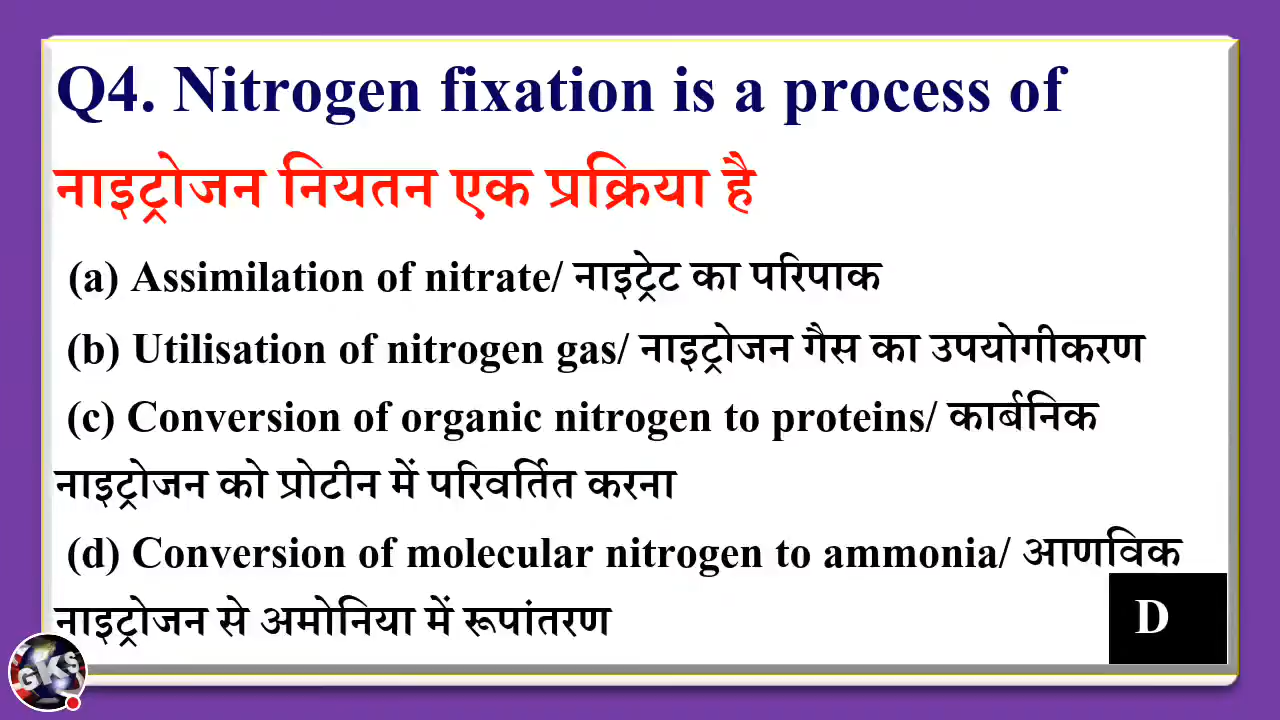 Q4. Nitrogen fixation is a process of
नाइट्रोजन नियतन एक प्रक्रिया है
(a) Assimilation of nitrate/ नाइट्रेट का परिपाक
(b) Utilisation of nitrogen gas/ नाइट्रोजन गैस का उपयोगीकरण
(c) Conversion of organic nitrogen to proteins/ कार्बनिक
नाइट्रोजन को प्रोटीन में परिवर्तित करना
(d) Conversion of molecular nitrogen to ammonia/ आणविक
नाइट्रोजन से अमोनिया में रूपांतरण
D
GKS